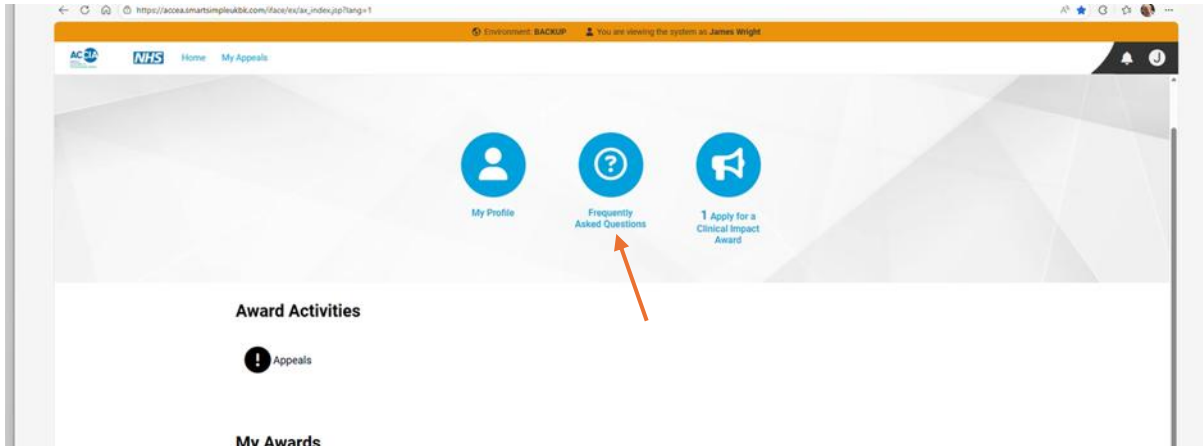 https://accea.smartsimpleukbk.com/iface/ex/ax_index.jsp?lang=1
Environment: BACKUP You are viewing the system as James Wright
ACCIA NHS Home My Appeals J
My Profile
Frequently
Asked Questions
1 Apply for a
Clinical Impact
Award
Award Activities
Appeals
My Awards